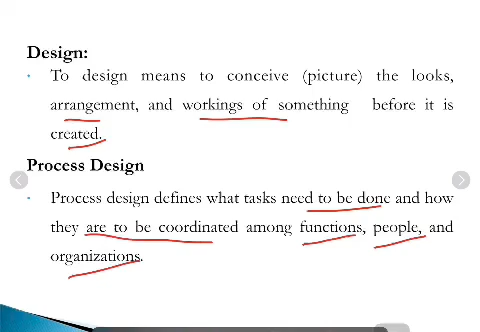 Design:
• To design means to conceive (picture) the looks,
arrangement, and workings of something before it is
created.
Process Design
• Process design defines what tasks need to be done and how
they are to be coordinated among functions, people, and
organizations.